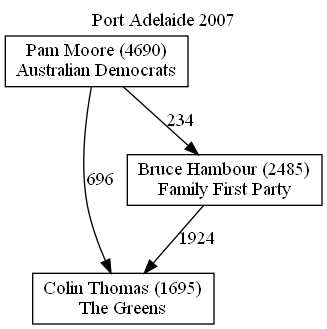 Port Adelaide 2007
Pam Moore (4690)
Australian Democrats
234
696
Bruce Hambour (2485)
Family First Party
1924
Colin Thomas (1695)
The Greens